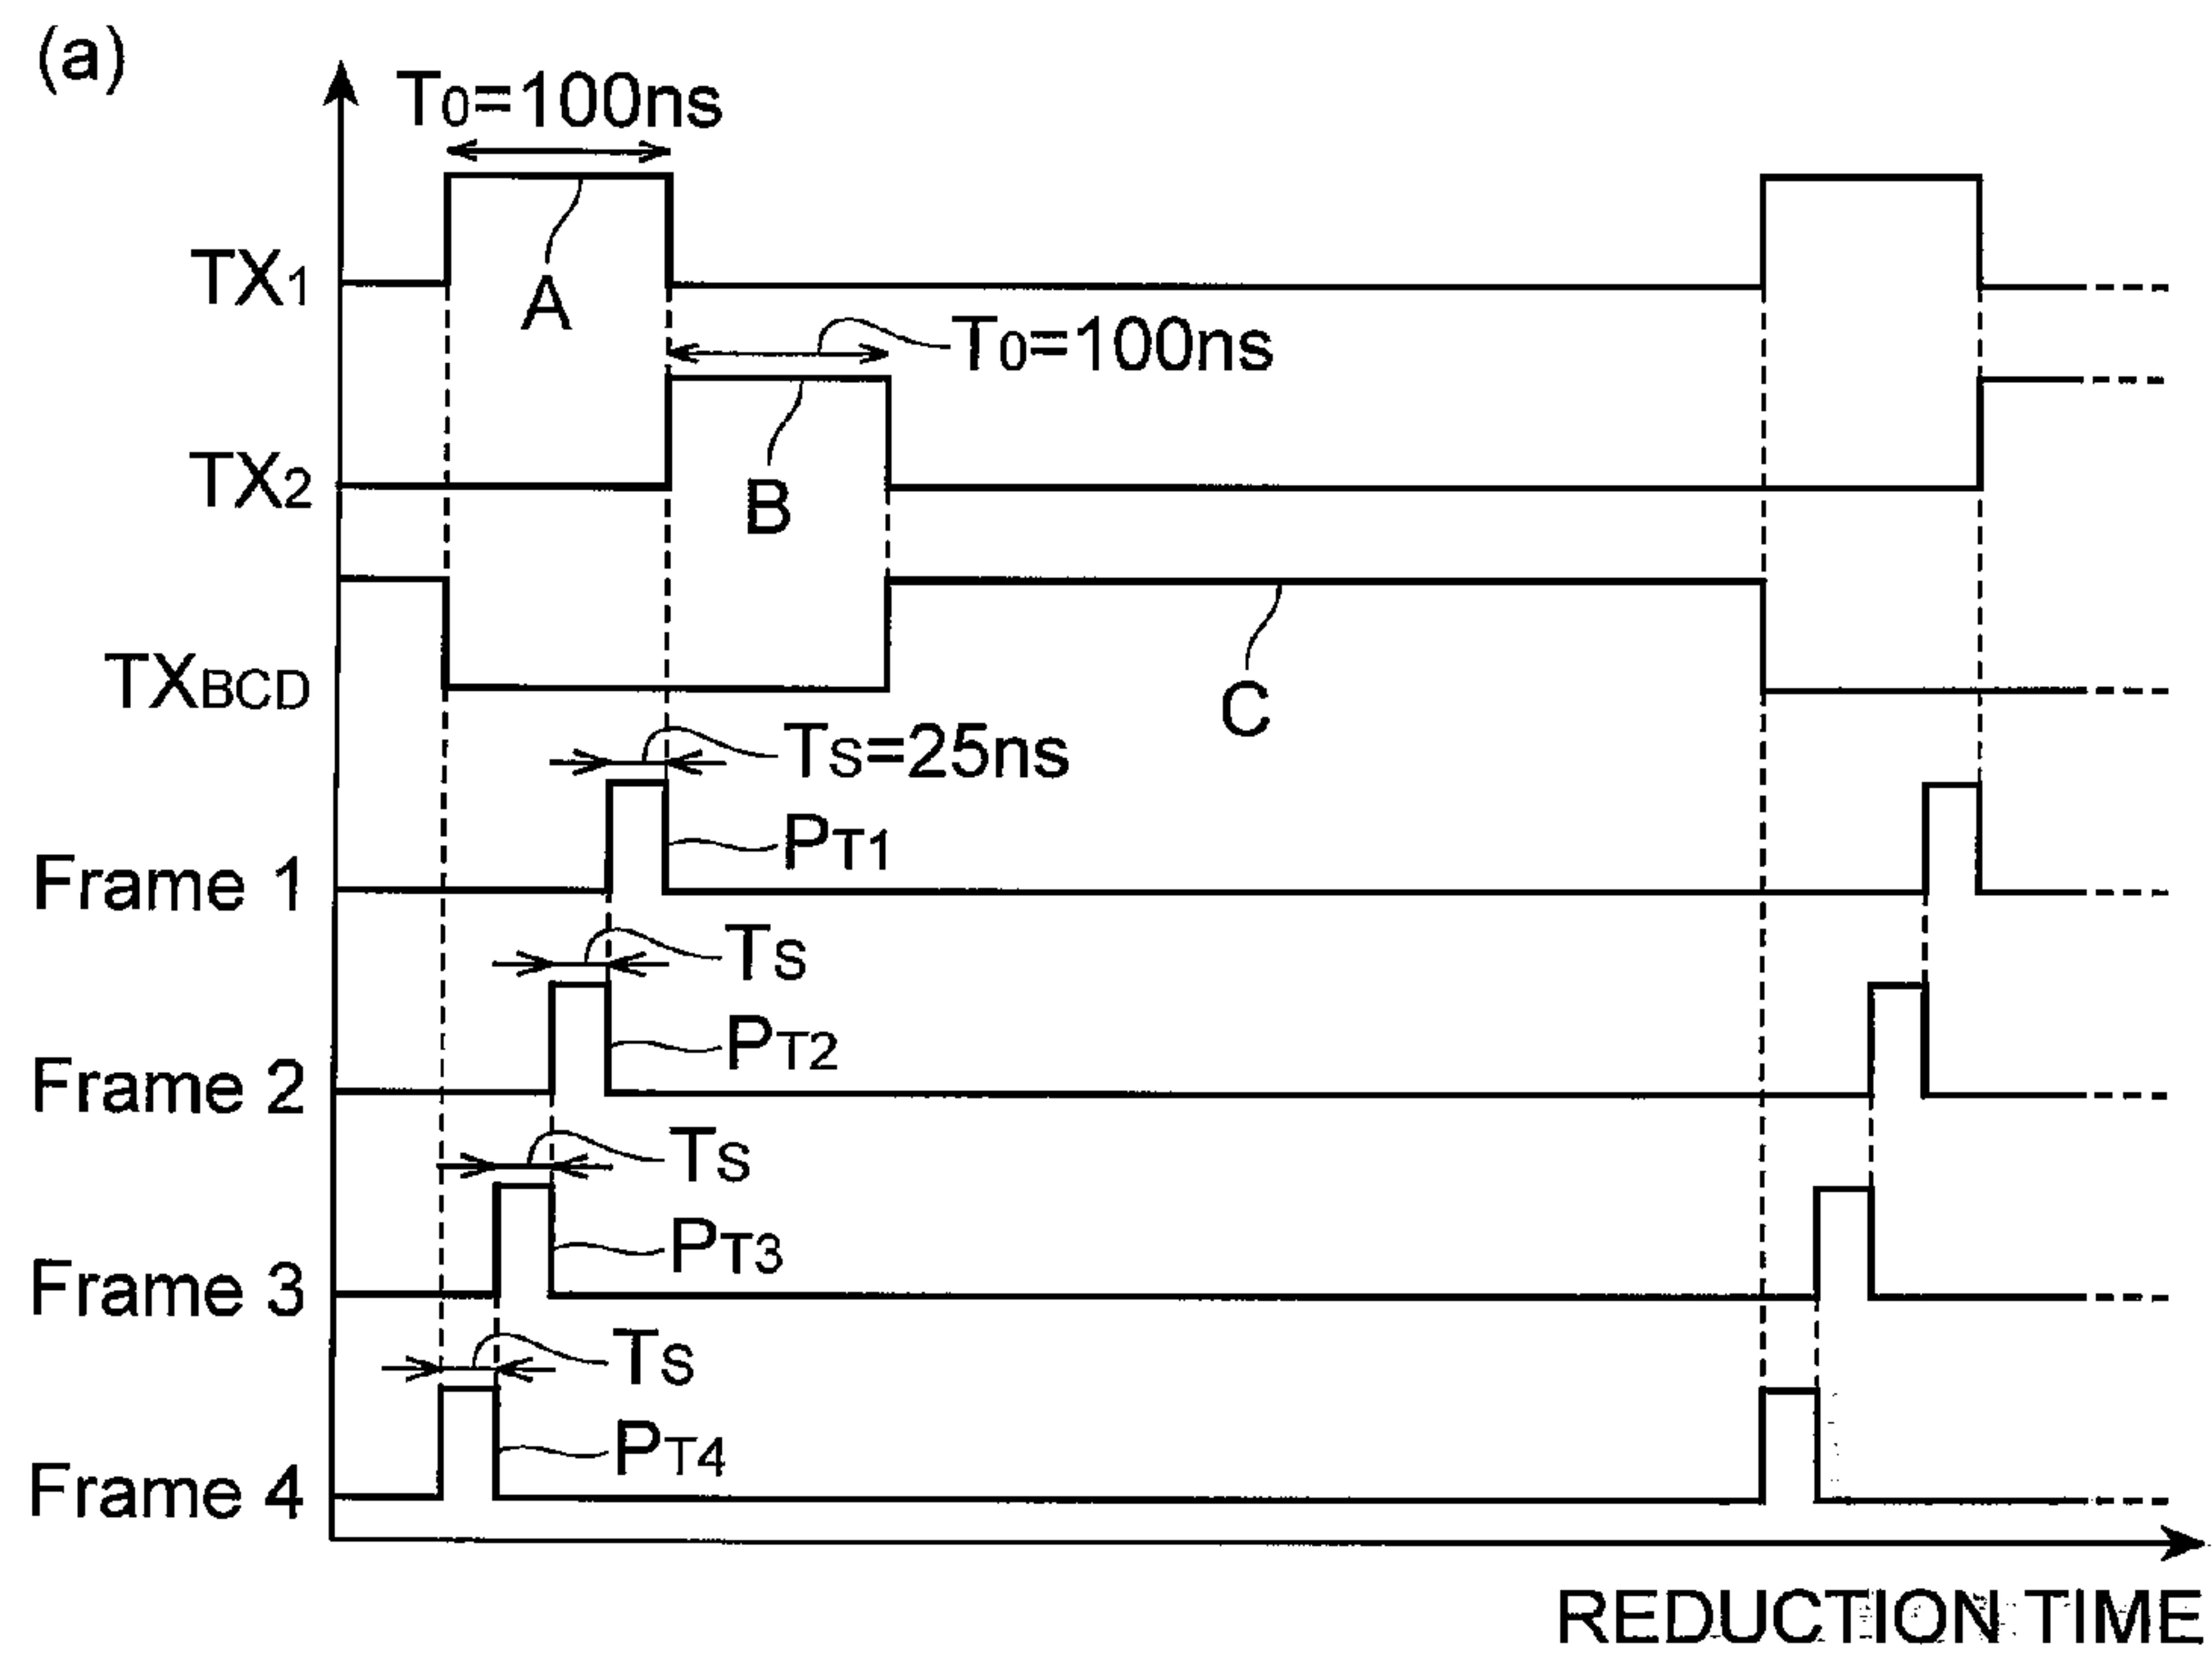 (a)
T0=100ns
TX1
A
T0=100ns
TX2
B
TXBCD
C
TS=25ns
PT1
Frame 1
TS
PT2
Frame 2
TS
PT3
Frame 3
TS
PT4
Frame 4
REDUCTION TIME